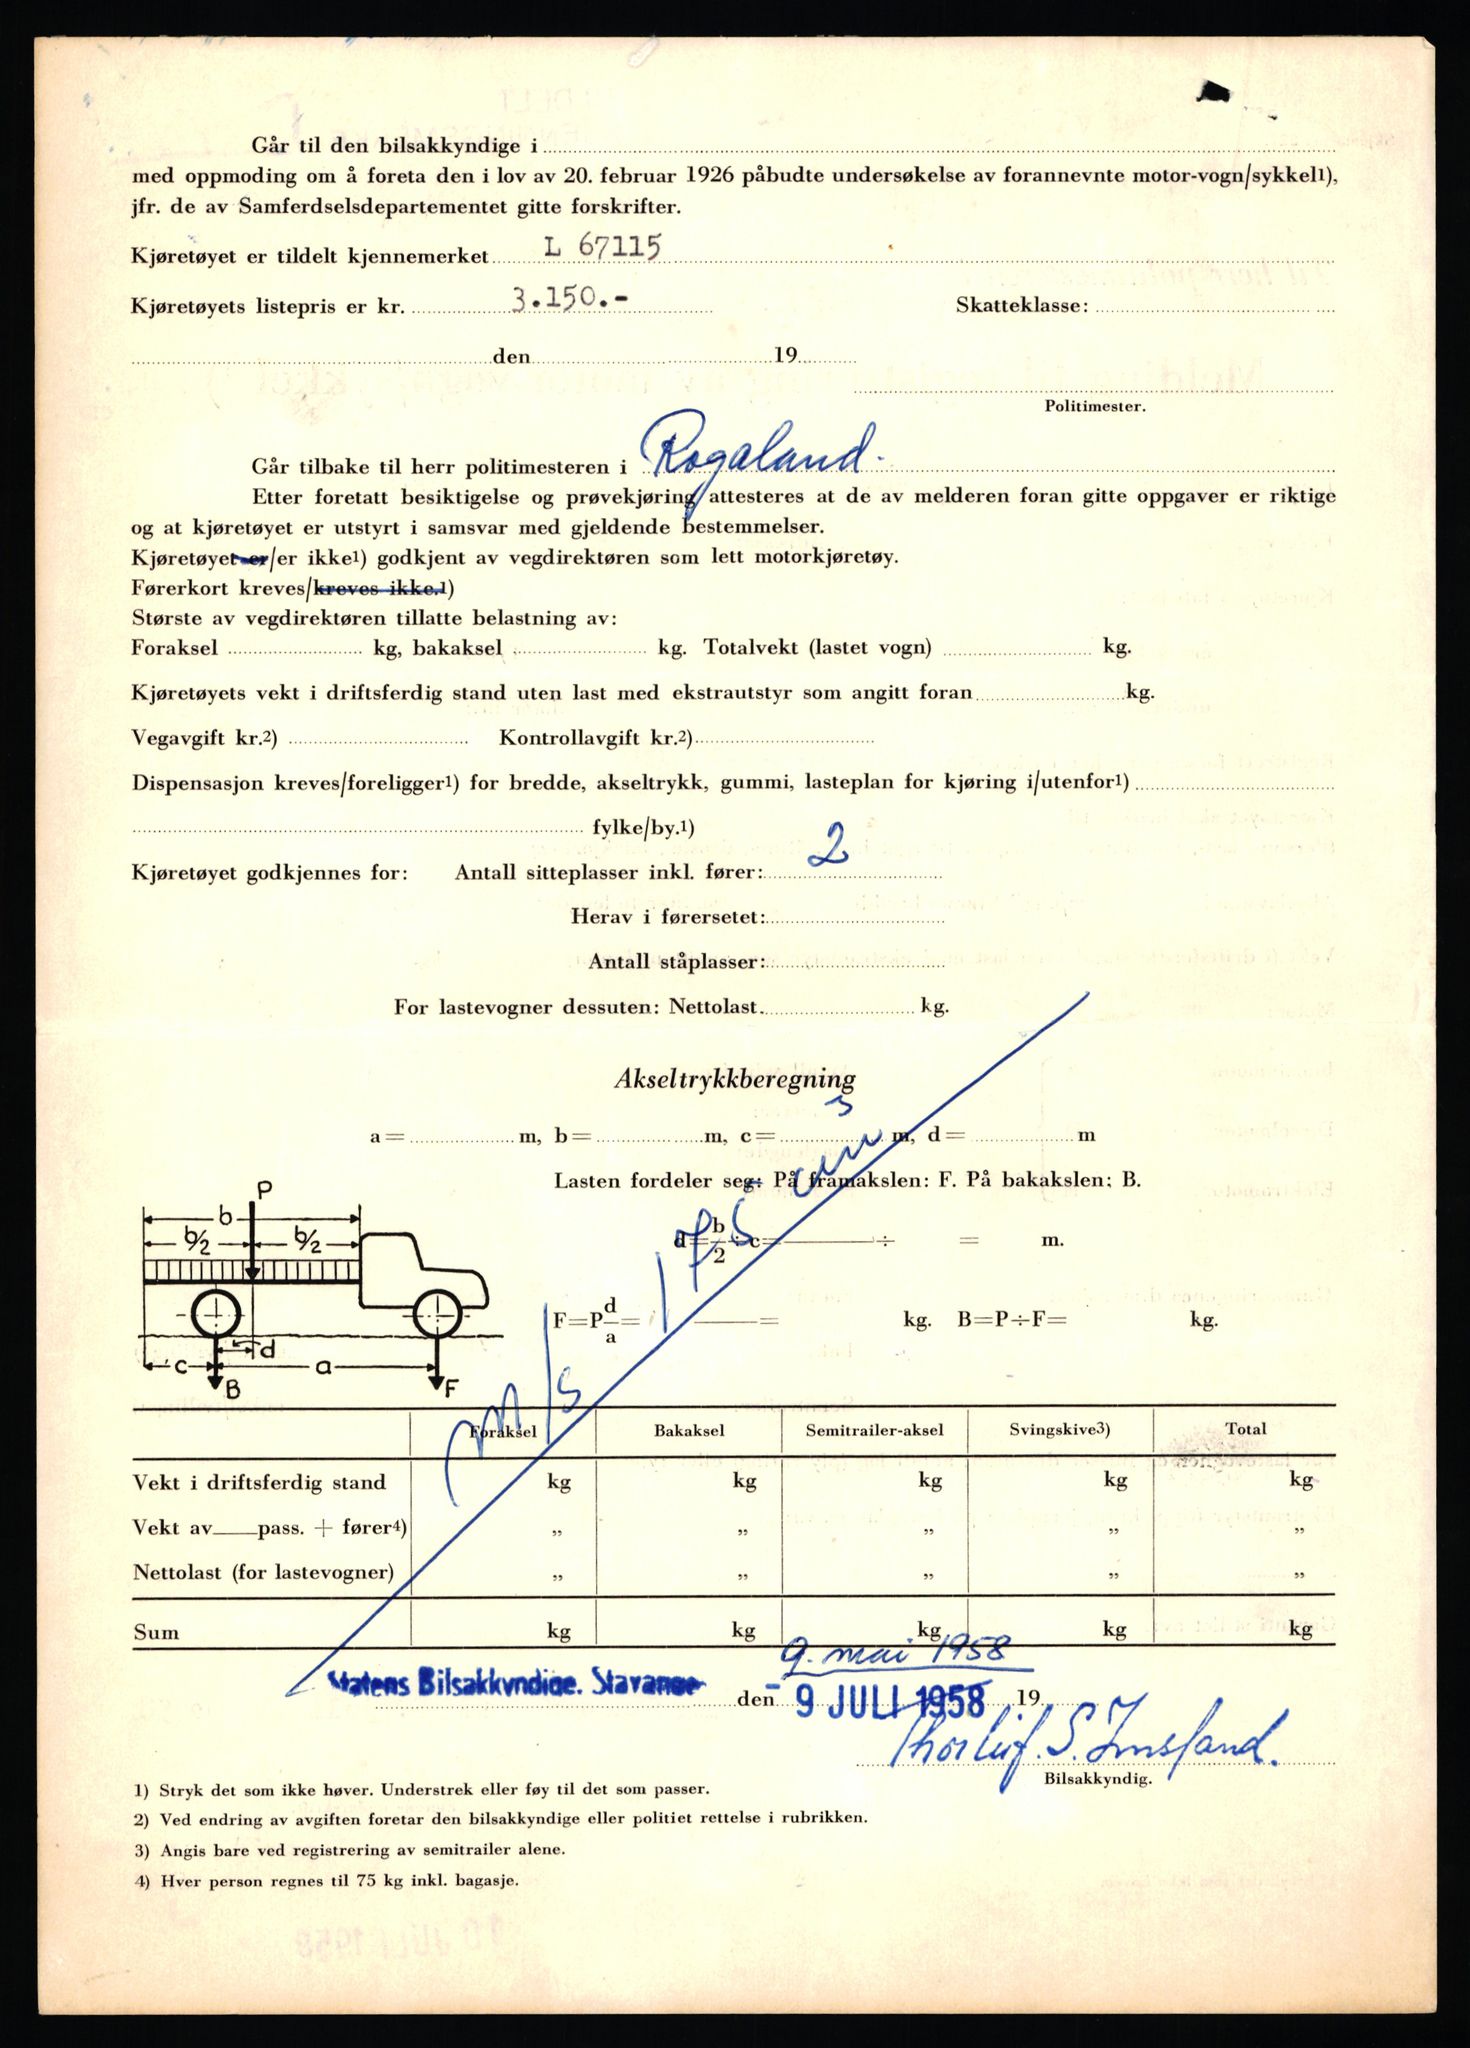 Går til den bilsakkyndige i
med oppmoding om å foreta den i lov av 20. februar 1926 påbudte undersøkelse av forannevnte motor-vogn/sykkel1),
jfr. de av Samferdselsdepartementet gitte forskrifter.
Kjøretøyet er tildelt kjennemerket L 67115
Kjøretøyets listepris er kr. 3.150.- Skatteklasse:
den 19
Politimester.
Går tilbake til herr politimesteren i Rogaland.
Etter foretatt besiktigelse og prøvekjøring attesteres at de av melderen foran gitte oppgaver er riktige
og at kjøretøyet er utstyrt i samsvar med gjeldende bestemmelser.
Kjøretøyet er/er ikke1) godkjent av vegdirektøren som lett motorkjøretøy.
Førerkort kreves/kreves ikke.1)
Største av vegdirektøren tillatte belastning av:
Foraksel kg, bakaksel kg. Totalvekt (lastet vogn) kg.
Kjøretøyets vekt i driftsferdig stand uten last med ekstrautstyr som angitt foran kg.
Vegavgift kr.2) Kontrollavgift kr.2)
Dispensasjon kreves/foreligger1) for bredde, akseltrykk, gummi, lasteplan for kjøring i/utenfor1)
fylke/by.1)
Kjøretøyet godkjennes for: Antall sitteplasser inkl. fører: 2
Herav i førersetet:
Antall ståplasser:
For lastevogner dessuten: Nettolast. kg.
Akseltrykkberegning
a= m, b= m, c= m, d= m
Lasten fordeler seg: På framakslen: F. På bakakslen: B.
d= b/2 ÷ c= ÷ = m.
F=P d/a = = kg. B=P÷F= kg.
P
b
b/2 b/2
d
c a
B F
m/s 175 cm3
Foraksel Bakaksel Semitrailer-aksel Svingskive3) Total
Vekt i driftsferdig stand kg kg kg kg kg
Vekt av pass. + fører4) „ „ „ „ „
Nettolast (for lastevogner) „ „ „ „ „
Sum kg kg kg kg kg
9. mai 1958
Statens Bilsakkyndige. Stavanger den - 9 JULI 1958 19
Thorleif. S. Imsland.
Bilsakkyndig.
1) Stryk det som ikke høver. Understrek eller føy til det som passer.
2) Ved endring av avgiften foretar den bilsakkyndige eller politiet rettelse i rubrikken.
3) Angis bare ved registrering av semitrailer alene.
4) Hver person regnes til 75 kg inkl. bagasje.